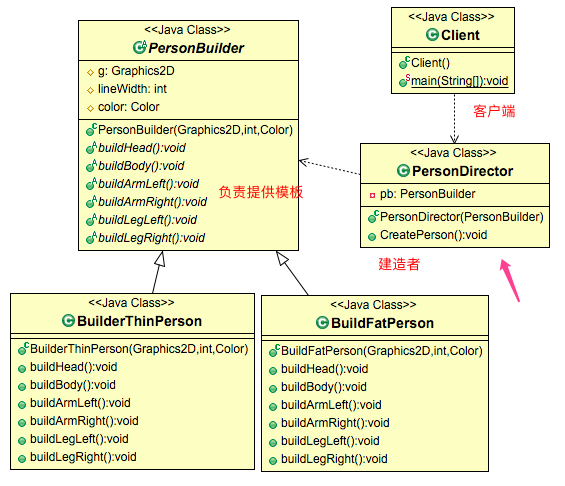 <<Java Class>>
PersonBuilder
g: Graphics2D
lineWidth: int
color: Color
PersonBuilder(Graphics2D,int,Color)
buildHead():void
buildBody():void
buildArmLeft():void
buildArmRight():void
buildLegLeft():void
buildLegRight():void
负责提供模板
<<Java Class>>
Client
Client()
main(String[]):void
客户端
<<Java Class>>
PersonDirector
pb: PersonBuilder
PersonDirector(PersonBuilder)
CreatePerson():void
建造者
<<Java Class>>
BuilderThinPerson
BuilderThinPerson(Graphics2D,int,Color)
buildHead():void
buildBody():void
buildArmLeft():void
buildArmRight():void
buildLegLeft():void
buildLegRight():void
<<Java Class>>
BuildFatPerson
BuildFatPerson(Graphics2D,int,Color)
buildHead():void
buildBody():void
buildArmLeft():void
buildArmRight():void
buildLegLeft():void
buildLegRight():void